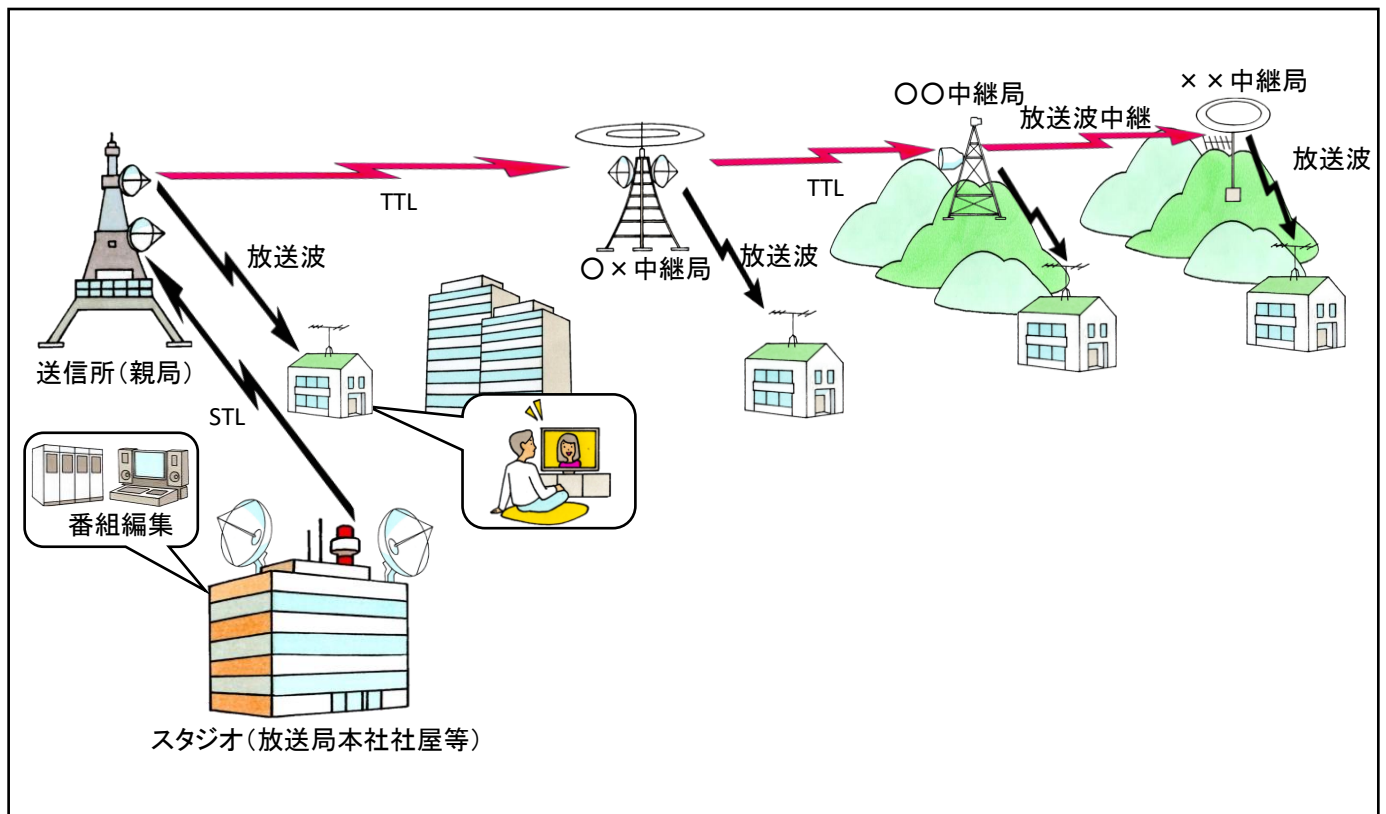 ××中継局
〇〇中継局
放送波中継
放送波
TTL
TTL
放送波
〇×中継局
放送波
送信所（親局）
STL
番組編集
スタジオ（放送局本社社屋等）